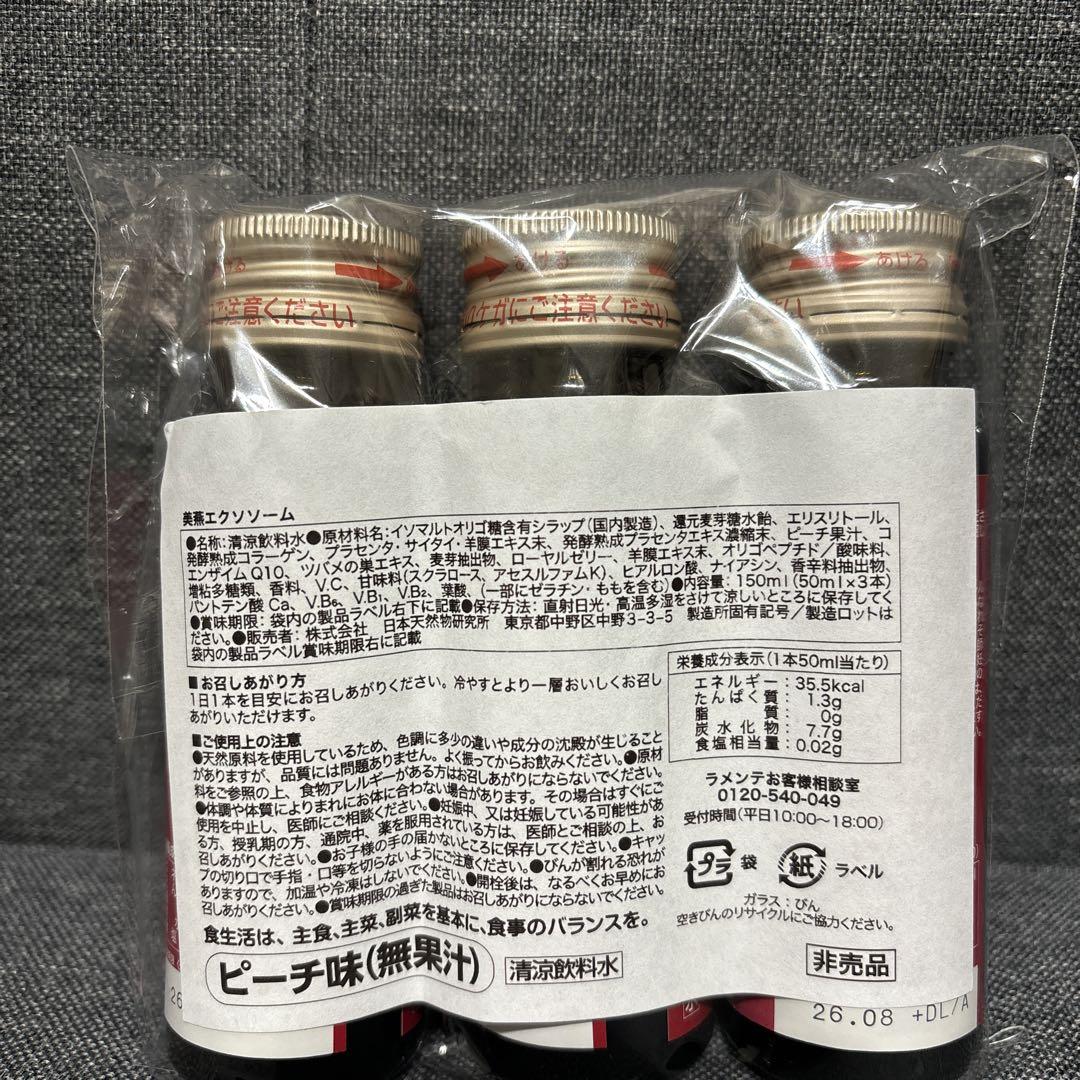 あける
ご注意ください
あける
口ケガにご注意ください
あける
ださい
美燕エクソソーム
●名称:清涼飲料水●原材料名:イソマルトオリゴ糖含有シラップ(国内製造)、還元麦芽糖水飴、エリスリトール、
発酵熟成コラーゲン、プラセンタ・サイタイ・羊膜エキス末、発酵熟成プラセンタエキス濃縮末、ピーチ果汁、コ
エンザイムQ10、ツバメの巣エキス、麦芽抽出物、ローヤルゼリー、羊膜エキス末、オリゴペプチド/酸味料、
増粘多糖類、香料、V.C、甘味料(スクラロース、アセスルファムK)、ヒアルロン酸、ナイアシン、香辛料抽出物、
パントテン酸Ca、V.B₆、V.B₁、V.B₂、葉酸、(一部にゼラチン・ももを含む)●内容量:150ml(50ml×3本)
●賞味期限:袋内の製品ラベル右下に記載●保存方法:直射日光・高温多湿をさけて涼しいところに保存してく
ださい。●販売者:株式会社 日本天然物研究所 東京都中野区中野3-3-5 製造所固有記号/製造ロットは
袋内の製品ラベル賞味期限右に記載
■お召しあがり方
1日1本を目安にお召しあがりください。冷やすとより一層おいしくお召し
あがりいただけます。
■ご使用上の注意
●天然原料を使用しているため、色調に多少の違いや成分の沈殿が生じること
がありますが、品質には問題ありません。よく振ってからお飲みください。●原材
料をご参照の上、食物アレルギーがある方はお召しあがりにならないでください。
●体調や体質によりまれにお体に合わない場合があります。その場合はすぐにご
使用を中止し、医師にご相談ください。●妊娠中、又は妊娠している可能性があ
る方、授乳期の方、通院中、薬を服用されている方は、医師とご相談の上、お
召しあがりください。●お子様の手の届かないところに保存してください。●キャッ
プの切り口で手指・口等を切らないようにご注意ください。●びんが割れる恐れが
ありますので、加温や冷凍はしないでください。●開栓後は、なるべくお早めにお
召しあがりください。●賞味期限の過ぎた製品はお召しあがりにならないでください。
食生活は、主食、主菜、副菜を基本に、食事のバランスを。
ピーチ味(無果汁)
清涼飲料水
栄養成分表示(1本50ml当たり)
エネルギー:35.5kcal
たんぱく質: 1.3g
脂質: 0g
炭水化物: 7.7g
食塩相当量:0.02g
ラメンテお客様相談室
0120-540-049
受付時間(平日10:00〜18:00)
プラ 袋 紙 ラベル
ガラス:びん
空きびんのリサイクルにご協力ください。
非売品
26
26.08 +DL/A